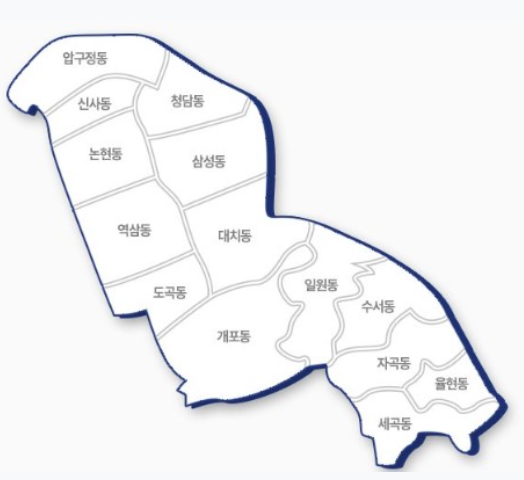 압구정동
신사동
청담동
논현동
삼성동
역삼동
대치동
도곡동
일원동
수서동
개포동
자곡동
율현동
세곡동